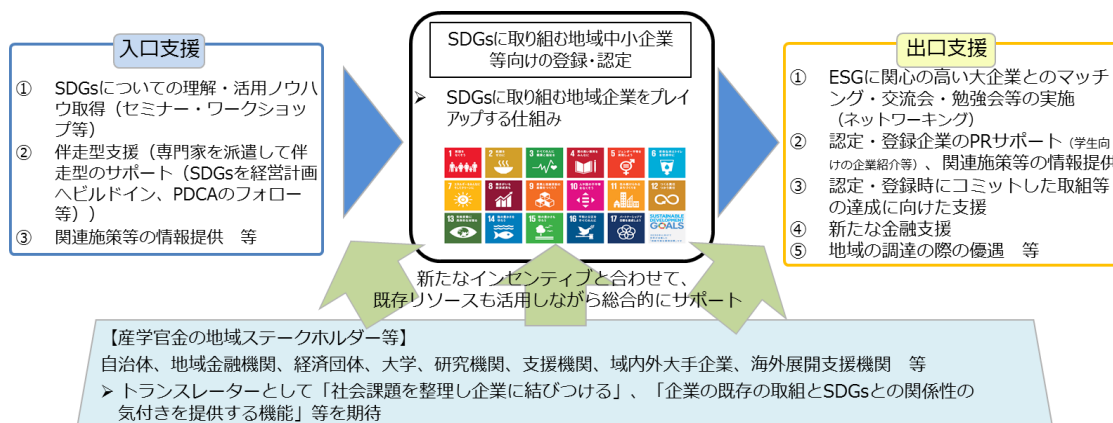 入口支援
① SDGsについての理解・活用ノウハ
ウ取得（セミナー・ワークショッ
プ等）
② 伴走型支援（専門家を派遣して伴
走型のサポート（SDGsを経営計画
へビルドイン、PDCAのフォロー
等））
③ 関連施策等の情報提供　等
SDGsに取り組む地域中小企業
等向けの登録・認定
➢ SDGsに取り組む地域企業をプレイ
アップする仕組み
1
2
3
4
5
6
7
8
9
10
11
12
13
14
15
16
17
SUSTAINABLE
DEVELOPMENT
GOALS
出口支援
① ESGに関心の高い大企業とのマッチ
ング・交流会・勉強会等の実施
（ネットワーキング）
② 認定・登録企業のPRサポート（学生向
けの企業紹介等）、関連施策等の情報提供
③ 認定・登録時にコミットした取組等
の達成に向けた支援
④ 新たな金融支援
⑤ 地域の調達の際の優遇　等
新たなインセンティブと合わせて、
既存リソースも活用しながら総合的にサポート
【産学官金の地域ステークホルダー等】
自治体、地域金融機関、経済団体、大学、研究機関、支援機関、域内外大手企業、海外展開支援機関　等
➢ トランスレーターとして「社会課題を整理し企業に結びつける」、「企業の既存の取組とSDGsとの関係性の
気付きを提供する機能」等を期待